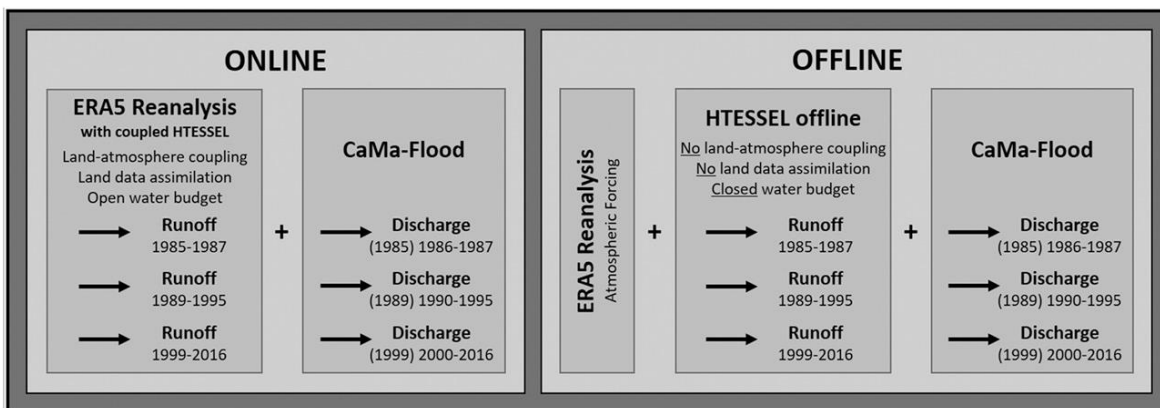 ONLINE
ERA5 Reanalysis
with coupled HTESSEL
Land-atmosphere coupling
Land data assimilation
Open water budget
Runoff
1985-1987
Runoff
1989-1995
Runoff
1999-2016
+
CaMa-Flood
Discharge
(1985) 1986-1987
Discharge
(1989) 1990-1995
Discharge
(1999) 2000-2016
OFFLINE
ERA5 Reanalysis
Atmospheric Forcing
+
HTESSEL offline
No land-atmosphere coupling
No land data assimilation
Closed water budget
Runoff
1985-1987
Runoff
1989-1995
Runoff
1999-2016
+
CaMa-Flood
Discharge
(1985) 1986-1987
Discharge
(1989) 1990-1995
Discharge
(1999) 2000-2016